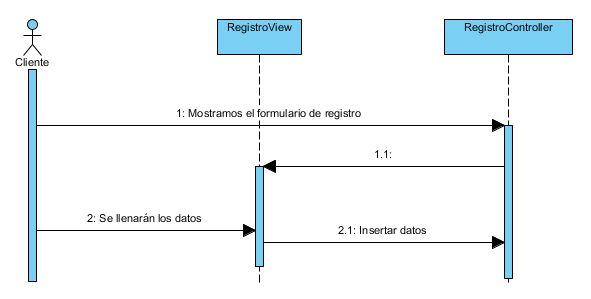 RegistroView
RegistroController
Cliente
1: Mostramos el formulario de registro
1.1:
2: Se llenarán los datos
2.1: Insertar datos